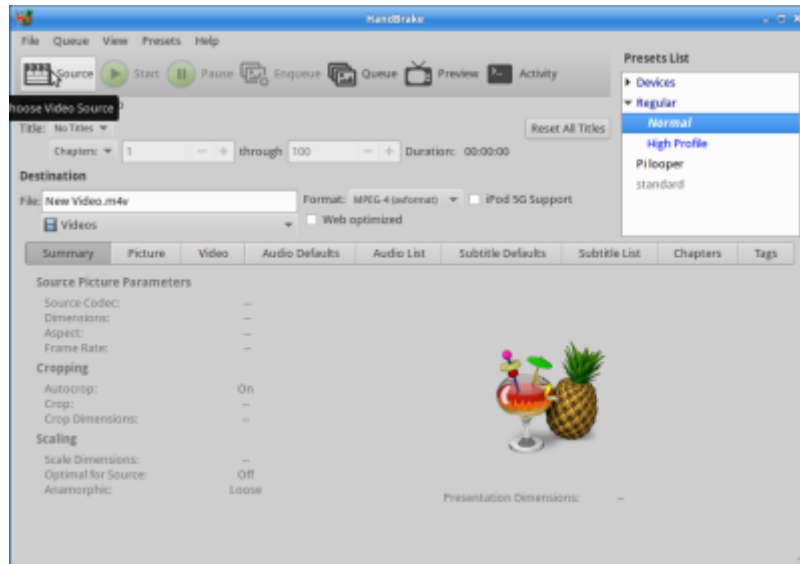 HandBrake
File Queue View Presets Help
Source Start Pause Enqueue Queue Preview Activity
hoose Video Source
Title: No Titles Reset All Titles
Chapters: 1 through 100 Duration: 00:00:00
Destination
File: New Video.m4v Format: MPEG-4 (avformat) iPod 5G Support
Videos Web optimized
Presets List
Devices
Regular
Normal
High Profile
Pilooper
standard
Summary Picture Video Audio Defaults Audio List Subtitle Defaults Subtitle List Chapters Tags
Source Picture Parameters
Source Codec: --
Dimensions: --
Aspect: --
Frame Rate: --
Cropping
Autocrop: On
Crop: --
Crop Dimensions: --
Scaling
Scale Dimensions: --
Optimal for Source: Off
Anamorphic: Loose
Presentation Dimensions: --